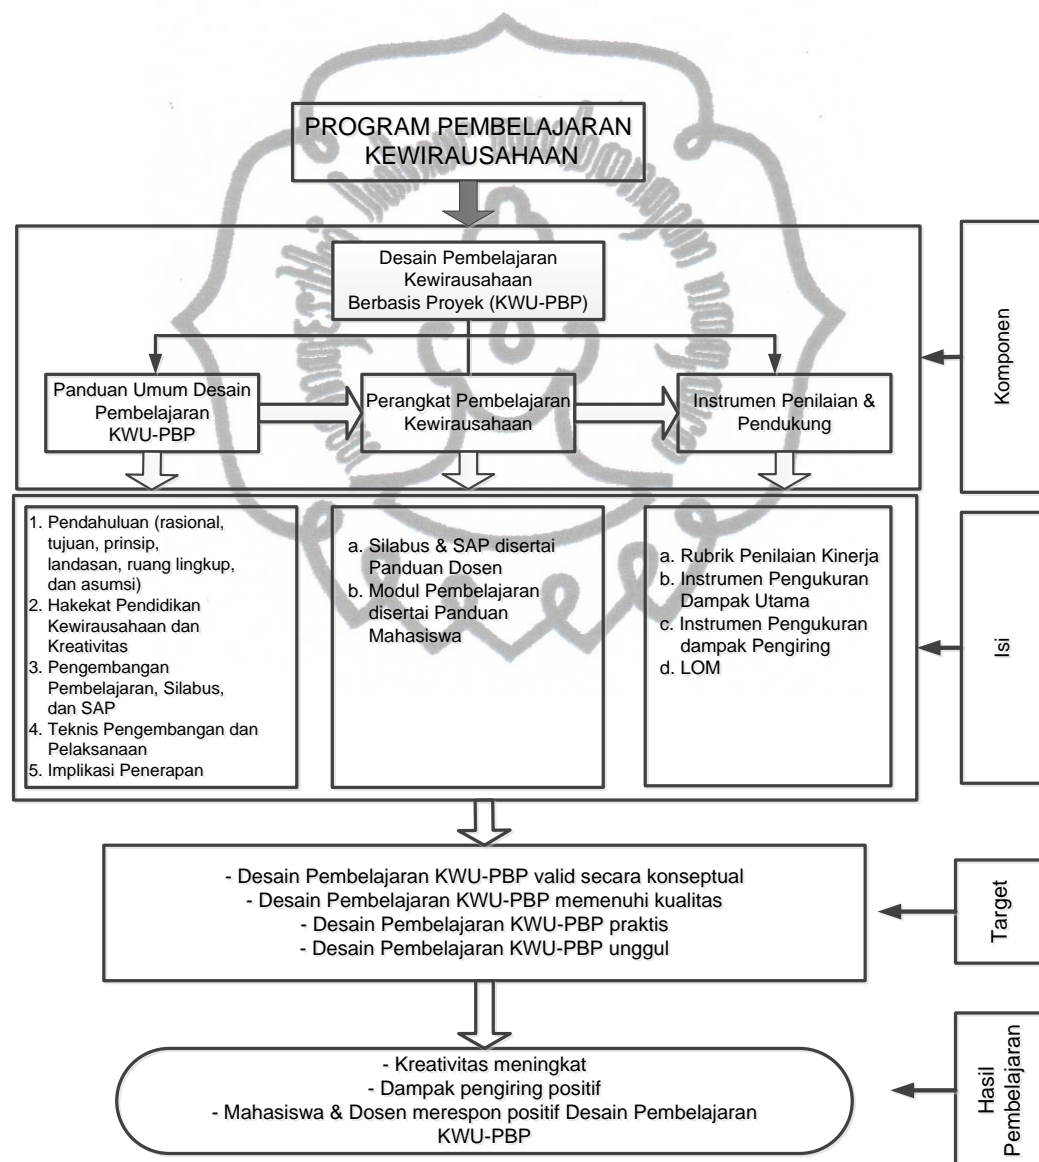 PROGRAM PEMBELAJARAN
KEWIRAUSAHAAN
Desain Pembelajaran
Kewirausahaan
Berbasis Proyek (KWU-PBP)
Komponen
Panduan Umum Desain
Pembelajaran
KWU-PBP
Perangkat Pembelajaran
Kewirausahaan
Instrumen Penilaian &
Pendukung
1. Pendahuluan (rasional,
tujuan, prinsip,
landasan, ruang lingkup,
dan asumsi)
2. Hakekat Pendidikan
Kewirausahaan dan
Kreativitas
3. Pengembangan
Pembelajaran, Silabus,
dan SAP
4. Teknis Pengembangan dan
Pelaksanaan
5. Implikasi Penerapan
a. Silabus & SAP disertai
Panduan Dosen
b. Modul Pembelajaran
disertai Panduan
Mahasiswa
a. Rubrik Penilaian Kinerja
b. Instrumen Pengukuran
Dampak Utama
c. Instrumen Pengukuran
dampak Pengiring
d. LOM
Isi
- Desain Pembelajaran KWU-PBP valid secara konseptual
- Desain Pembelajaran KWU-PBP memenuhi kualitas
- Desain Pembelajaran KWU-PBP praktis
- Desain Pembelajaran KWU-PBP unggul
Target
- Kreativitas meningkat
- Dampak pengiring positif
- Mahasiswa & Dosen merespon positif Desain Pembelajaran
KWU-PBP
Hasil
Pembelajaran